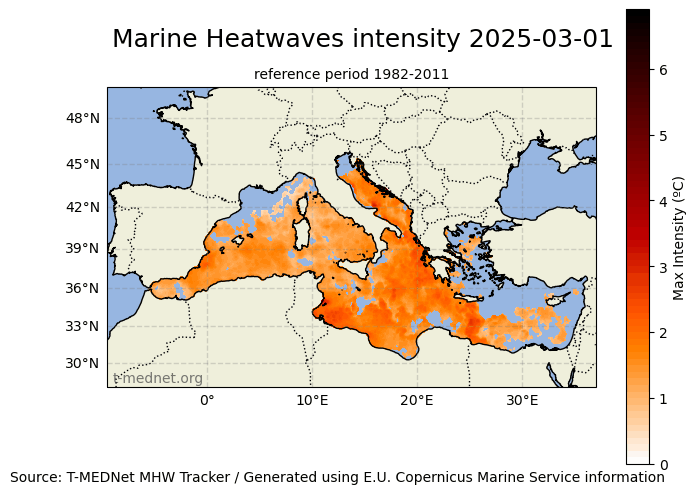 Marine Heatwaves intensity 2025-03-01
reference period 1982-2011
48°N
45°N
42°N
39°N
36°N
33°N
30°N
0°
10°E
20°E
30°E
t-mednet.org
6
5
4
3
2
1
0
Max Intensity (ºC)
Source: T-MEDNet MHW Tracker / Generated using E.U. Copernicus Marine Service information